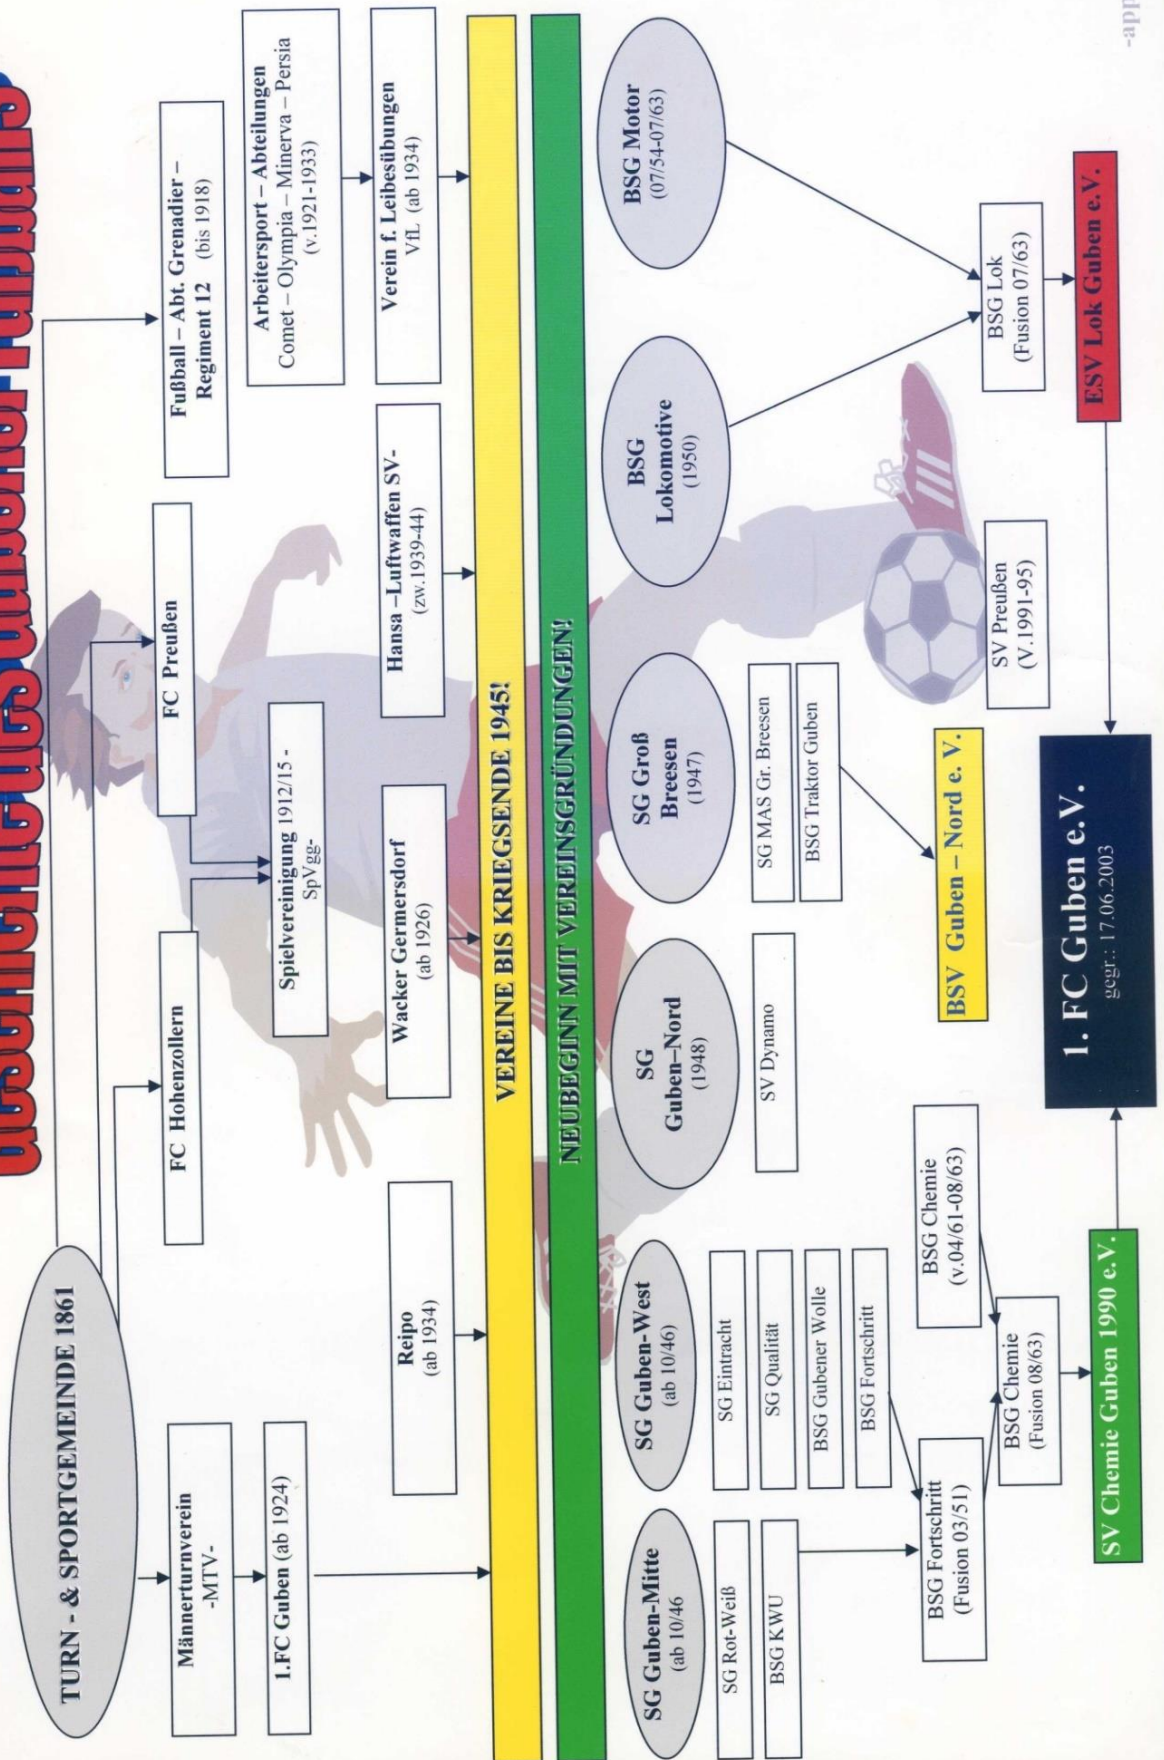 TURN - & SPORTGEMEINDE 1861
Männerturnverein
-MTV-
1.FC Guben (ab 1924)
FC Hohenzollern
FC Preußen
Fußball – Abt. Grenadier –
Regiment 12 (bis 1918)
Spielvereinigung 1912/15 -
SpVgg-
Arbeitersport – Abteilungen
Comet – Olympia – Minerva – Persia
(v.1921-1933)
Reipo
(ab 1934)
Wacker Germersdorf
(ab 1926)
Hansa –Luftwaffen SV-
(zw.1939-44)
Verein f. Leibesübungen
VfL (ab 1934)
VEREINE BIS KRIEGSENDE 1945!
NEUBEGINN MIT VEREINSGRÜNDUNGEN!
SG Guben-Mitte
(ab 10/46
SG Guben-West
(ab 10/46)
SG
Guben–Nord
(1948)
SG Groß
Breesen
(1947)
BSG
Lokomotive
(1950)
BSG Motor
(07/54-07/63)
SG Rot-Weiß
BSG KWU
SG Eintracht
SG Qualität
BSG Gubener Wolle
BSG Fortschritt
SV Dynamo
SG MAS Gr. Breesen
BSG Traktor Guben
BSG Fortschritt
(Fusion 03/51)
BSG Chemie
(v.04/61-08/63)
BSG Chemie
(Fusion 08/63)
BSV Guben – Nord e. V.
SV Preußen
(V.1991-95)
BSG Lok
(Fusion 07/63)
SV Chemie Guben 1990 e.V.
1. FC Guben e.V.
gegr.: 17.06.2003
ESV Lok Guben e.V.
-app